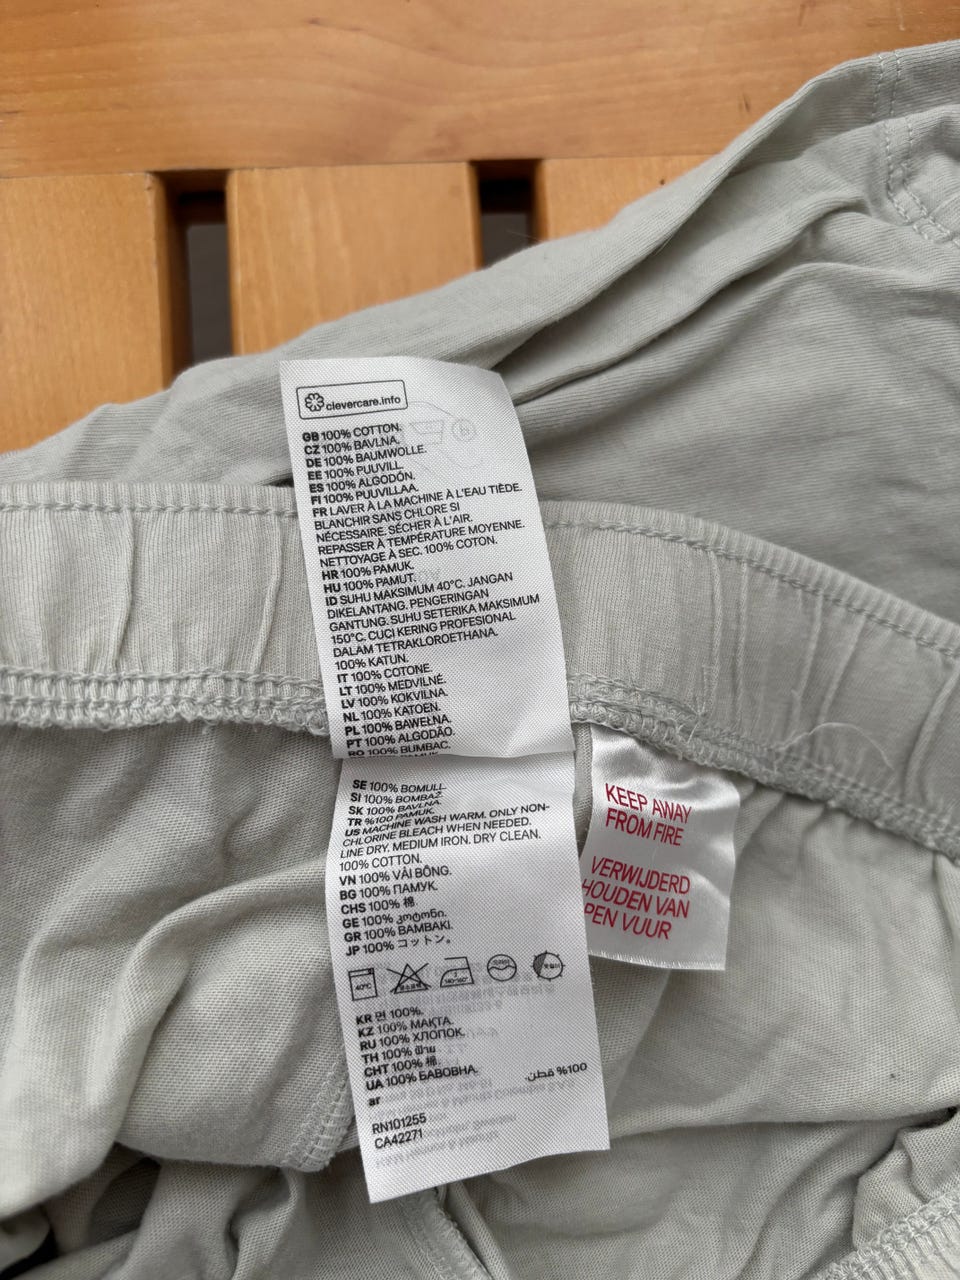 clevercare.info
GB 100% COTTON.
CZ 100% BAVLNA.
DE 100% BAUMWOLLE.
EE 100% PUUVILL.
ES 100% ALGODÓN.
FI 100% PUUVILLAA.
FR LAVER À LA MACHINE À L'EAU TIÈDE.
BLANCHIR SANS CHLORE SI
NÉCESSAIRE. SÉCHER À L'AIR.
REPASSER À TEMPÉRATURE MOYENNE.
NETTOYAGE À SEC. 100% COTON.
HR 100% PAMUK.
HU 100% PAMUT.
ID SUHU MAKSIMUM 40°C. JANGAN
DIKELANTANG. PENGERINGAN
GANTUNG. SUHU SETERIKA MAKSIMUM
150°C. CUCI KERING PROFESIONAL
DALAM TETRAKLOROETHANA.
100% KATUN.
IT 100% COTONE.
LT 100% MEDVILNĖ.
LV 100% KOKVILNA.
NL 100% KATOEN.
PL 100% BAWEŁNA.
PT 100% ALGODÃO.
RO 100% BUMBAC.
SE 100% BOMULL.
SI 100% BOMBAŽ.
SK 100% BAVLNA.
TR %100 PAMUK.
US MACHINE WASH WARM. ONLY NON-
CHLORINE BLEACH WHEN NEEDED.
LINE DRY. MEDIUM IRON. DRY CLEAN.
100% COTTON.
VN 100% VẢI BÔNG.
BG 100% ПАМУК.
CHS 100% 棉.
GE 100% კოტონი.
GR 100% BAMBAKI.
JP 100% コットン。
40℃
KR 면 100%.
KZ 100% МАҚТА.
RU 100% ХЛОПОК.
TH 100% ฝ้าย
CHT 100% 棉.
UA 100% БАВОВНА.
ar
100% قطن.
RN101255
CA42271
KEEP AWAY
FROM FIRE
VERWIJDERD
HOUDEN VAN
PEN VUUR